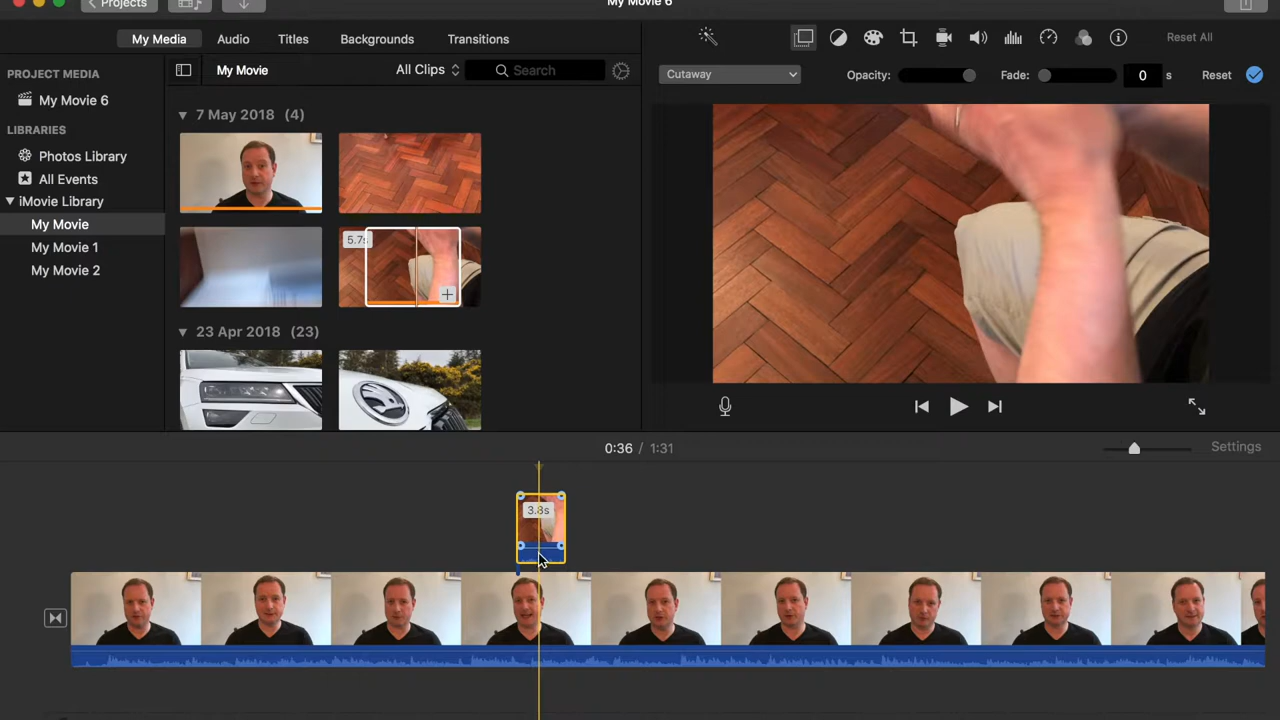 Projects
My Movie 6
My Media
Audio
Titles
Backgrounds
Transitions
Reset All
PROJECT MEDIA
My Movie 6
LIBRARIES
Photos Library
All Events
iMovie Library
My Movie
My Movie 1
My Movie 2
My Movie
All Clips
Search
7 May 2018 (4)
5.7s
23 Apr 2018 (23)
Cutaway
Opacity:
Fade:
0 s
Reset
0:36 / 1:31
Settings
3.8s